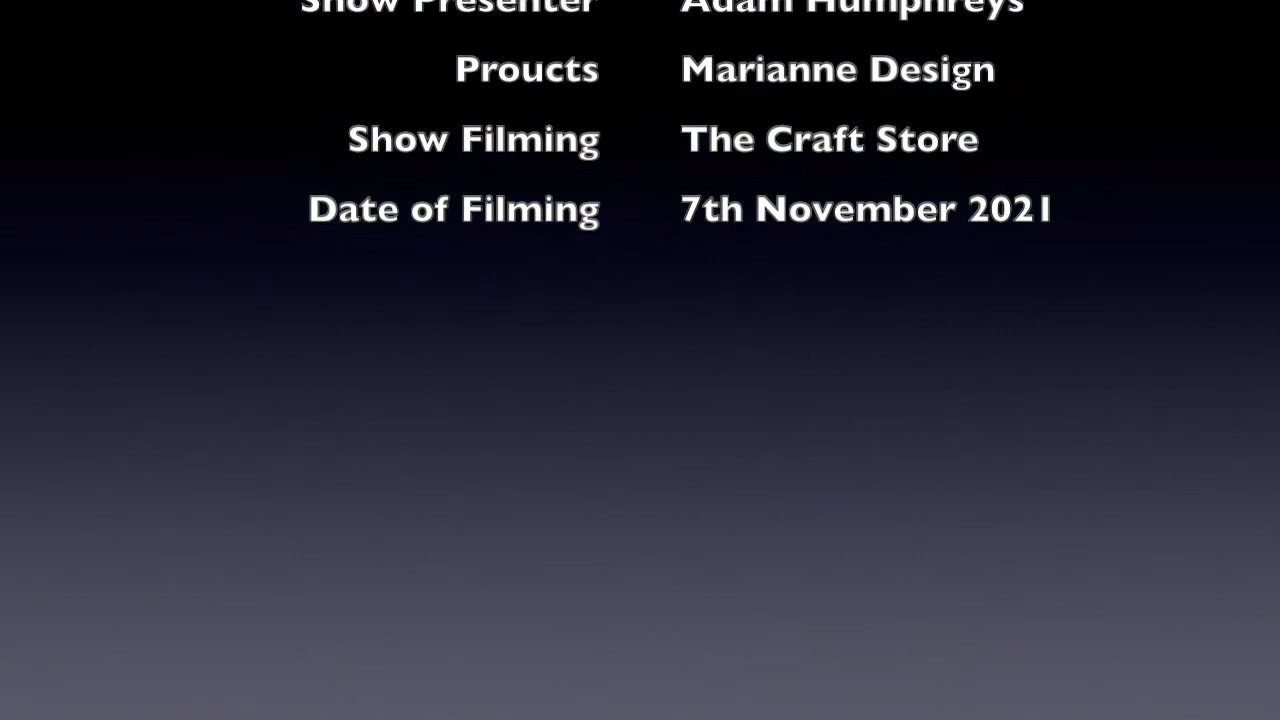 Show Presenter Adam Humphreys
Proucts Marianne Design
Show Filming The Craft Store
Date of Filming 7th November 2021